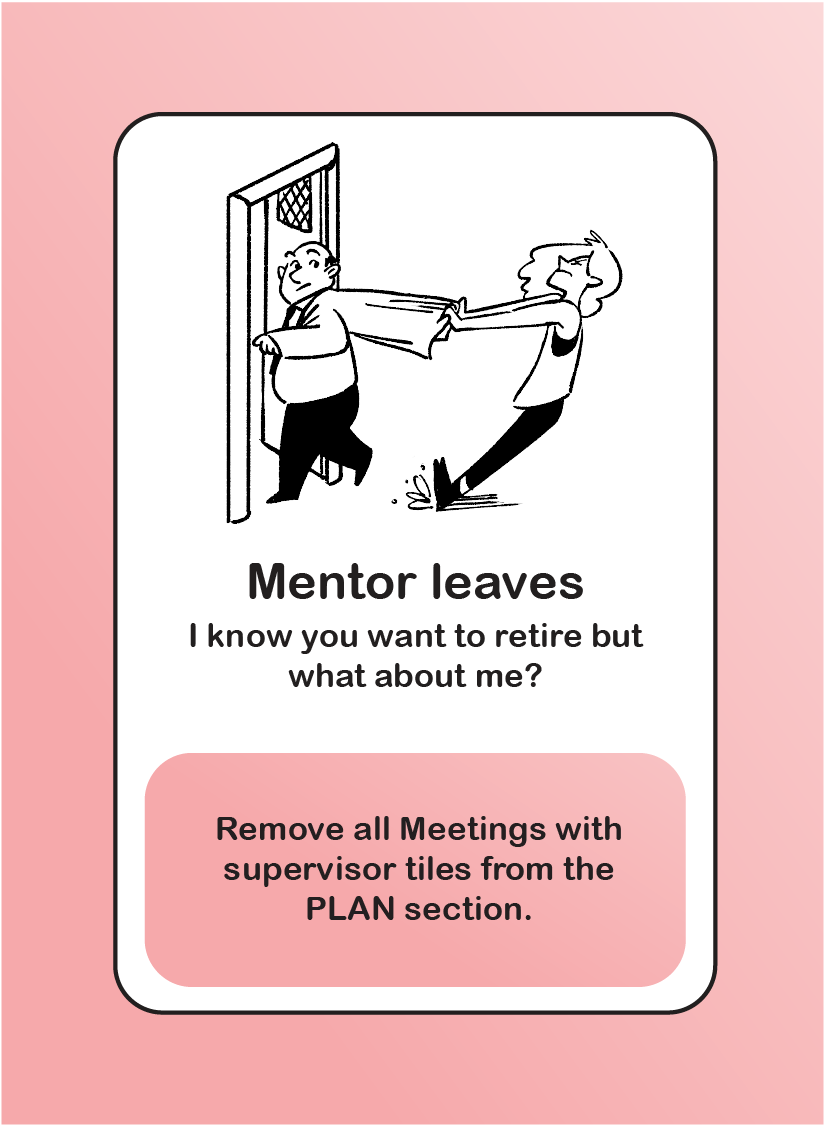 Mentor leaves
I know you want to retire but
what about me?
Remove all Meetings with
supervisor tiles from the
PLAN section.